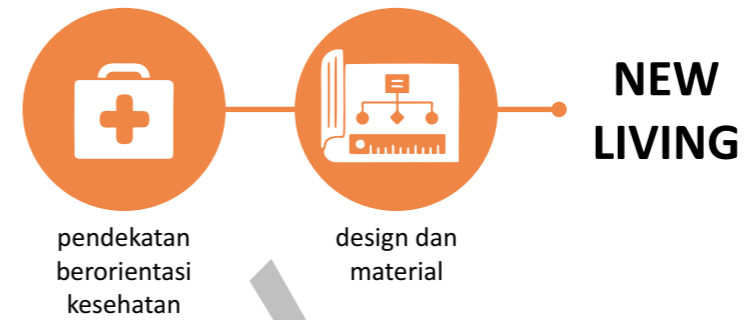 pendekatan
berorientasi
kesehatan
design dan
material
NEW
LIVING